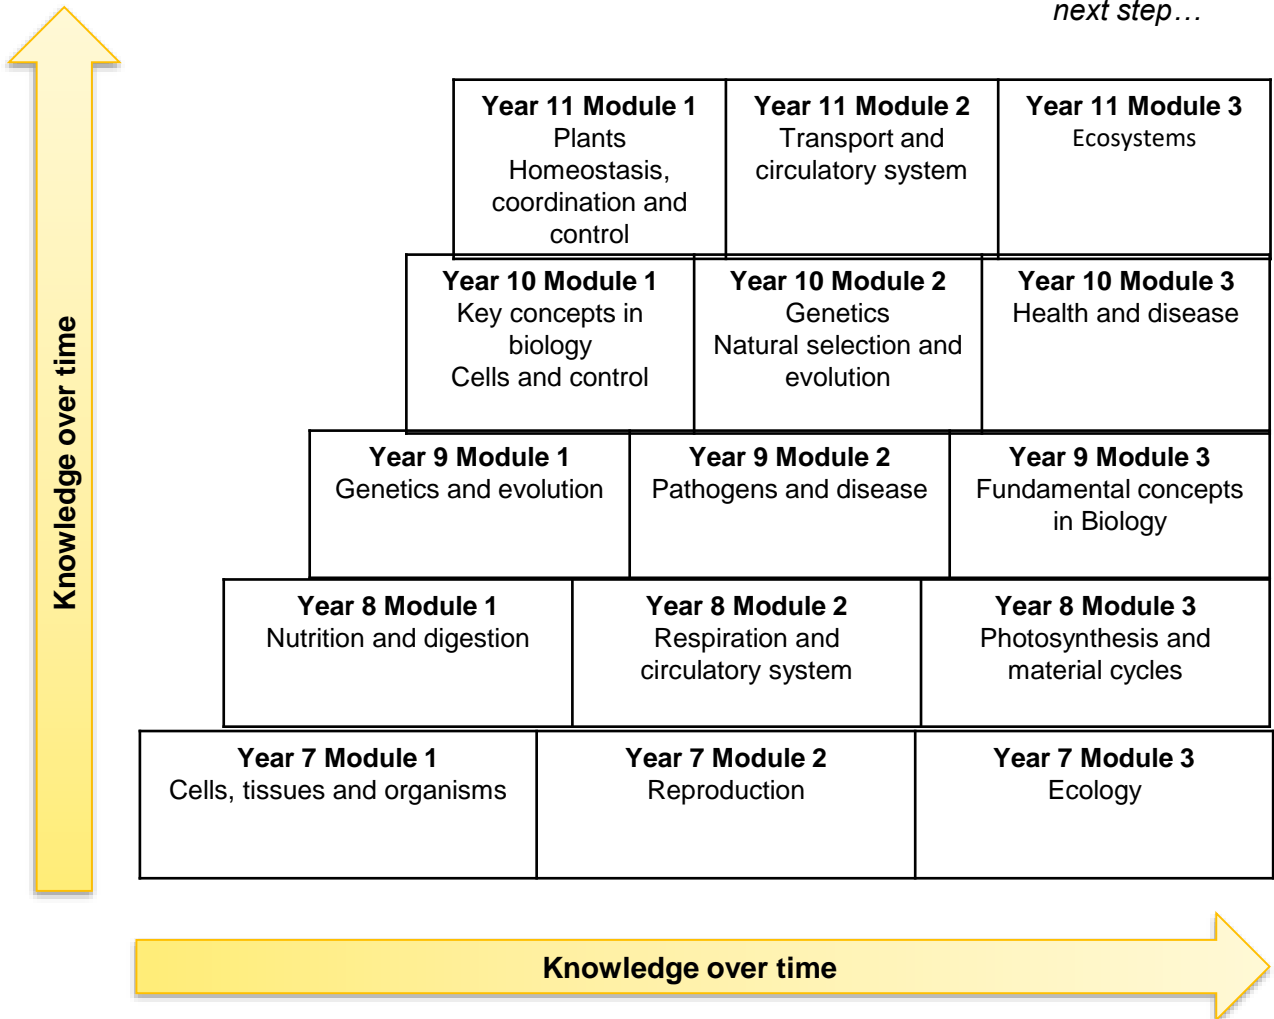 next step…
Year 11 Module 1
Plants
Homeostasis,
coordination and
control
Year 11 Module 2
Transport and
circulatory system
Year 11 Module 3
Ecosystems
Year 10 Module 1
Key concepts in
biology
Cells and control
Year 10 Module 2
Genetics
Natural selection and
evolution
Year 10 Module 3
Health and disease
Year 9 Module 1
Genetics and evolution
Year 9 Module 2
Pathogens and disease
Year 9 Module 3
Fundamental concepts
in Biology
Year 8 Module 1
Nutrition and digestion
Year 8 Module 2
Respiration and
circulatory system
Year 8 Module 3
Photosynthesis and
material cycles
Year 7 Module 1
Cells, tissues and organisms
Year 7 Module 2
Reproduction
Year 7 Module 3
Ecology
Knowledge over time
Knowledge over time